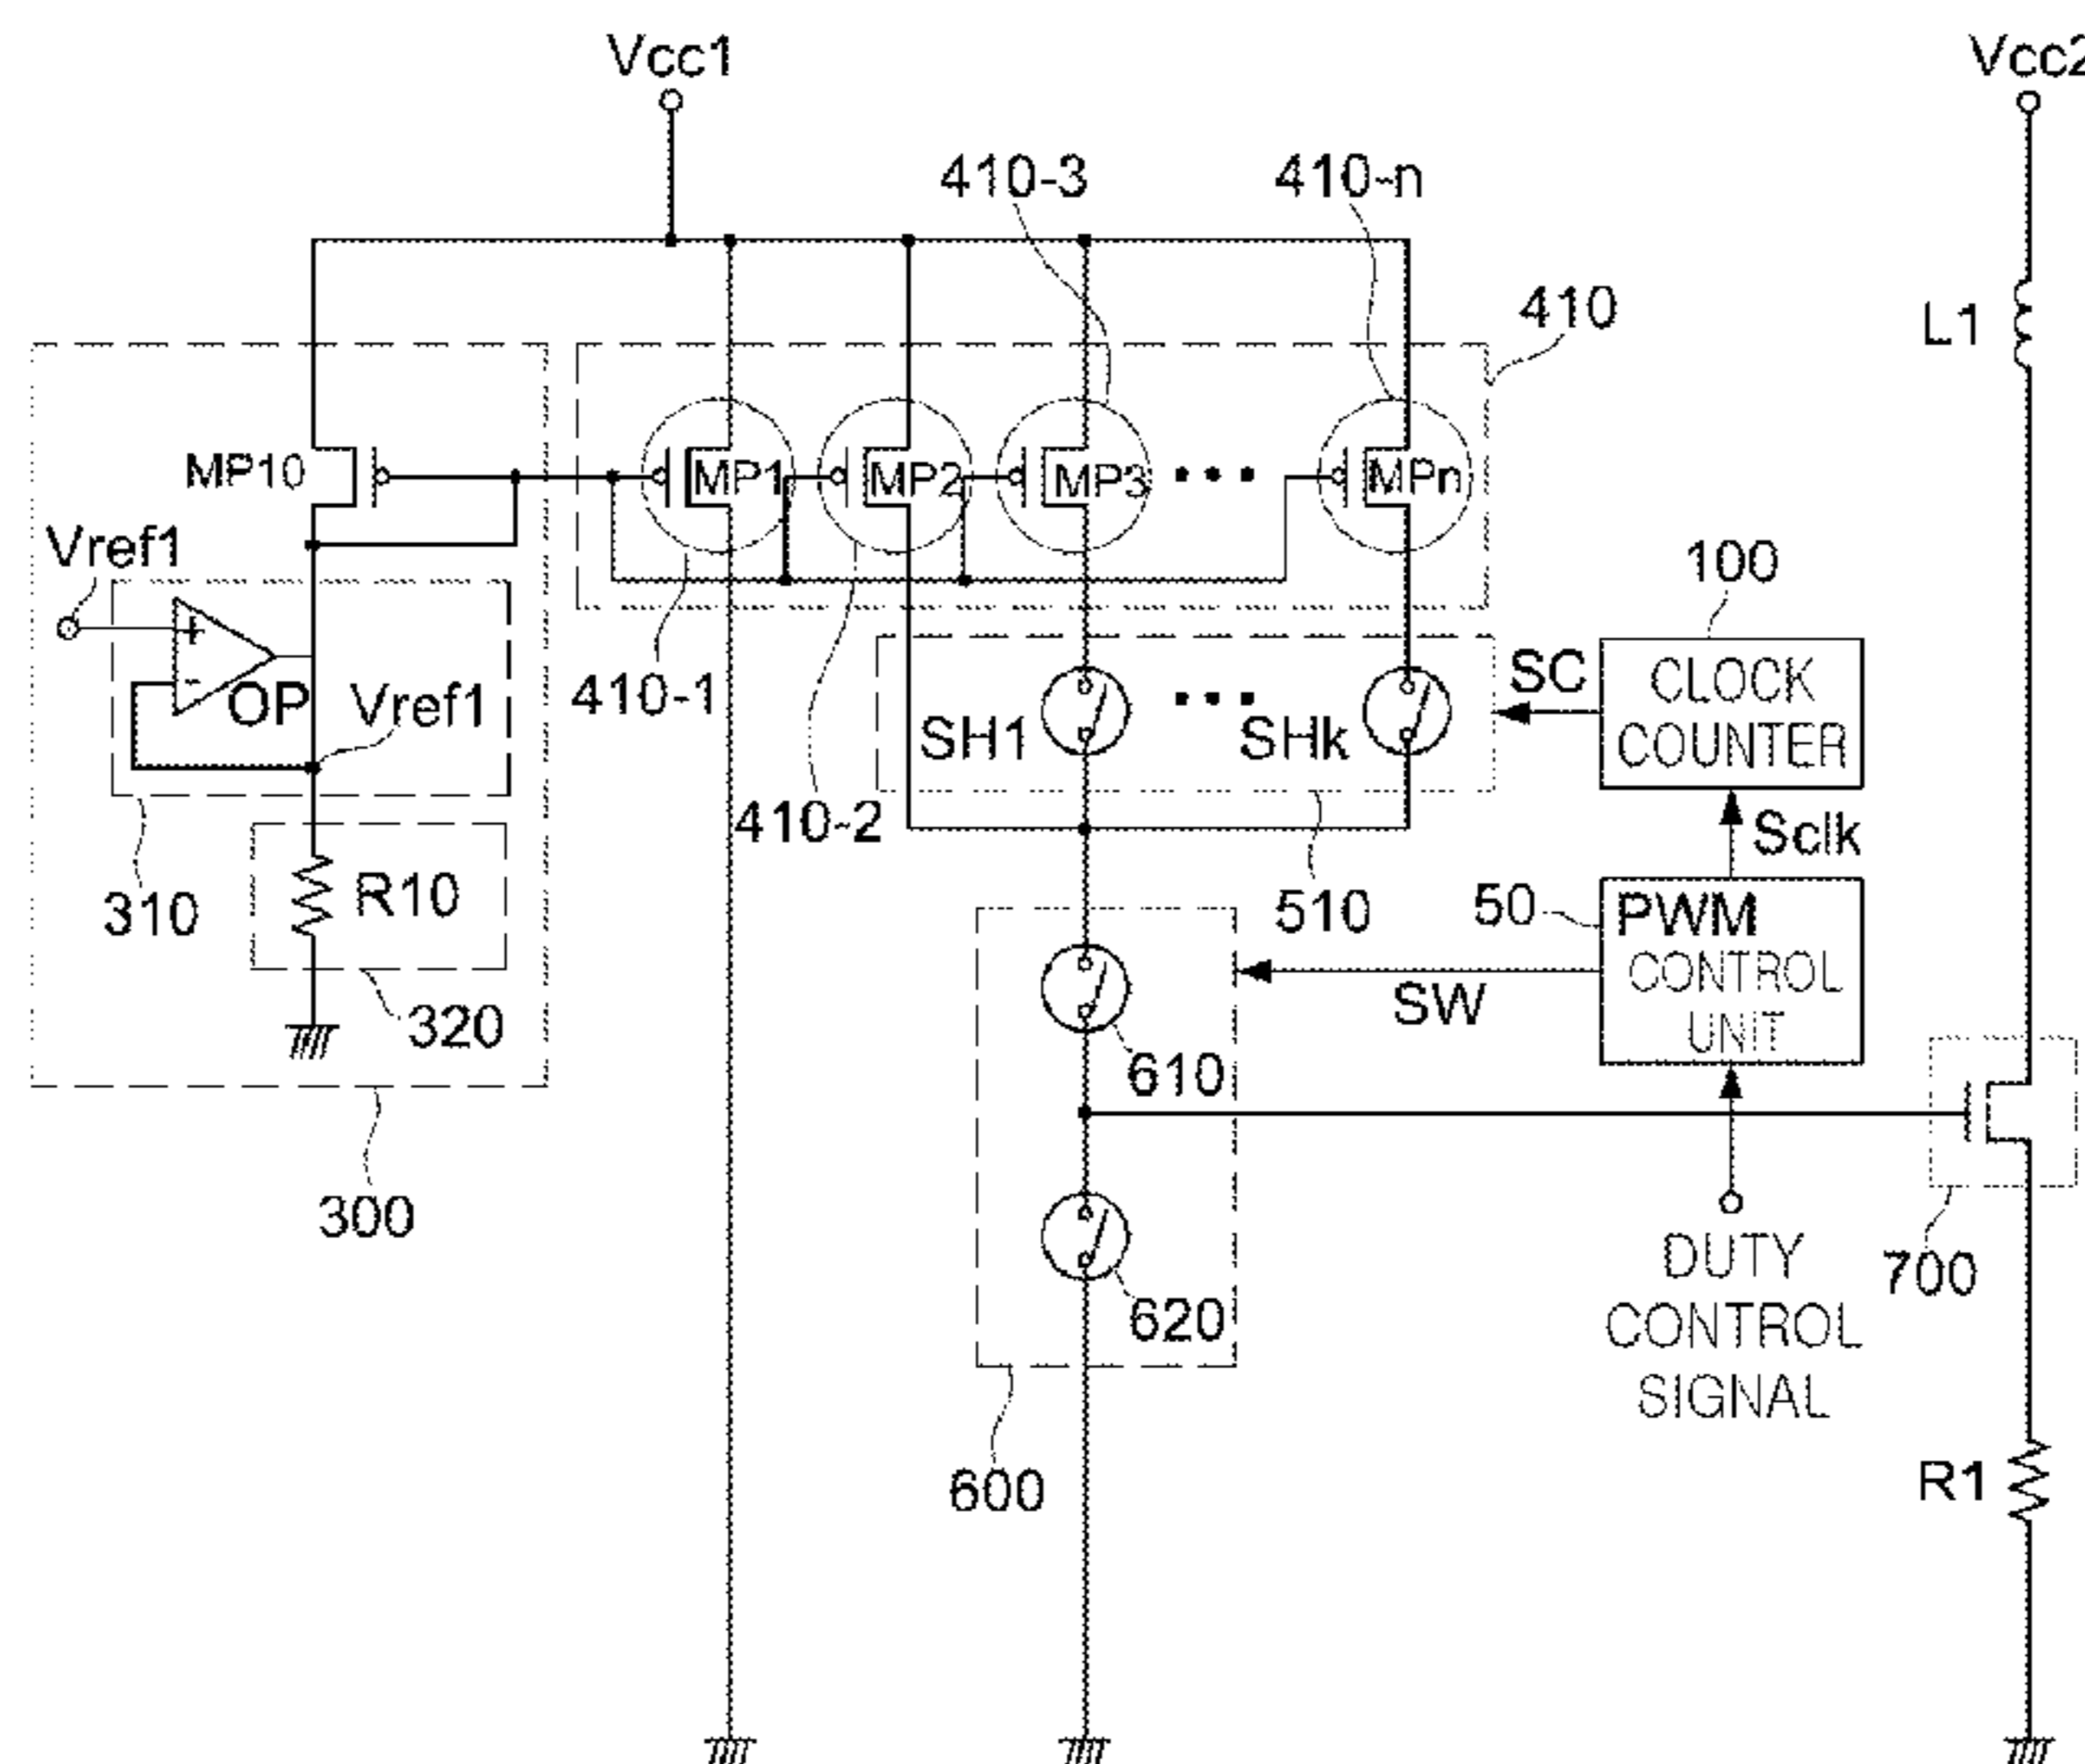 Vcc1
Vcc2
410-3
410-n
410
L1
MP10
MP1
MP2
MP3
•••
MPn
Vref1
100
+
-
OP
Vref1
410-1
SH1
•••
SHk
SC
CLOCK
COUNTER
410-2
Sclk
310
R10
510
50
PWM
CONTROL
UNIT
320
SW
610
300
700
620
DUTY
CONTROL
SIGNAL
600
R1